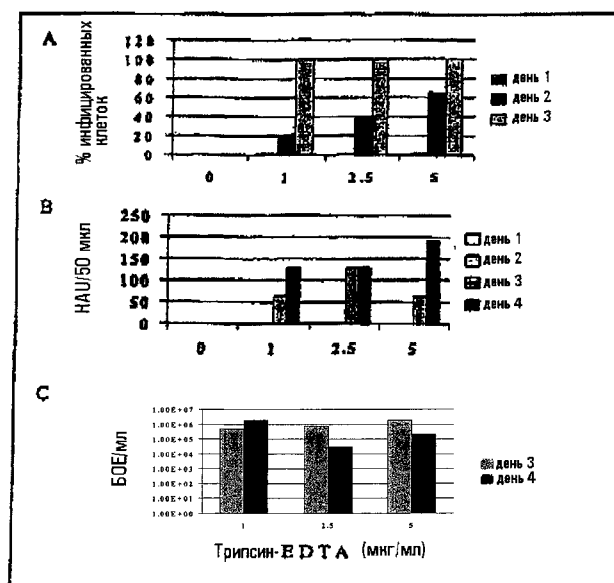 A
% инфицированных
клеток
120
100
80
60
40
20
0
0 1 2.5 5
день 1
день 2
день 3
B
HAU/50 мкл
250
200
150
100
50
0
0 1 2.5 5
день 1
день 2
день 3
день 4
C
БОЕ/мл
1.00E+07
1.00E+06
1.00E+05
1.00E+04
1.00E+03
1.00E+02
1.00E+01
1.00E+00
1 2.5 5
день 3
день 4
Трипсин-EDTA (мкг/мл)